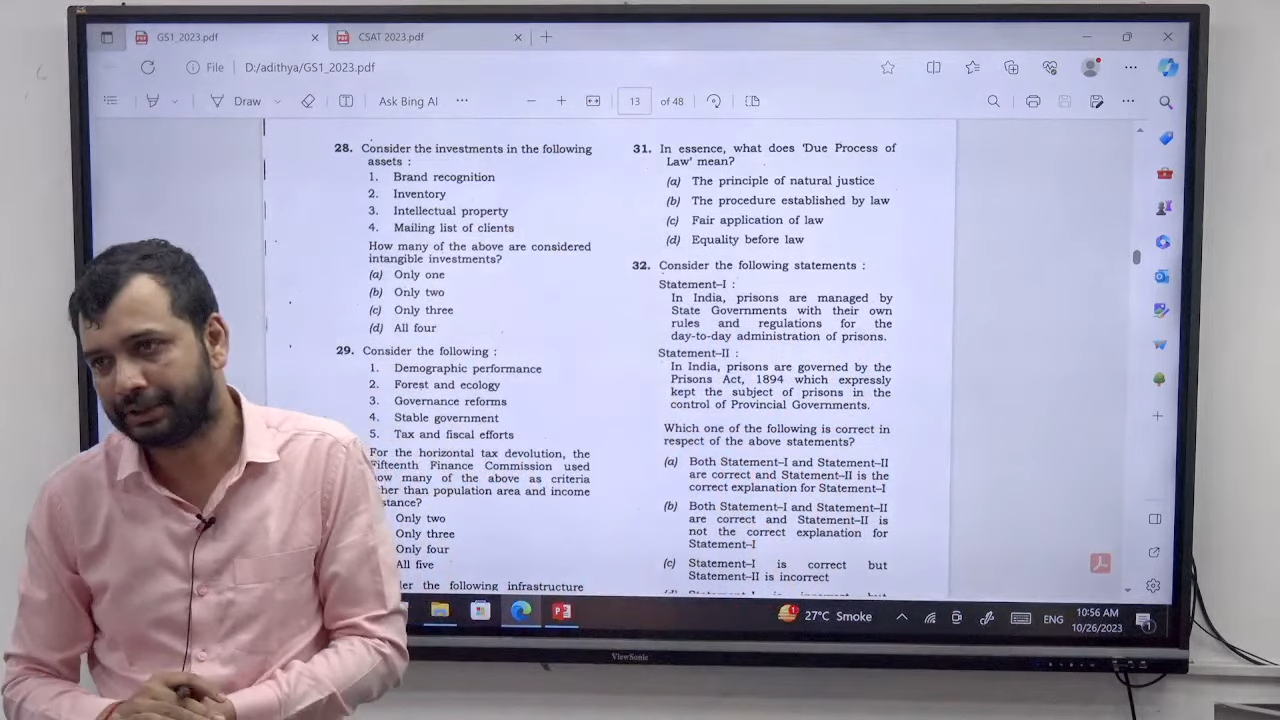 GS1_2023.pdf
CSAT 2023.pdf
File D:/adithya/GS1_2023.pdf
Draw
Ask Bing AI
13 of 48
28. Consider the investments in the following
assets :
1. Brand recognition
2. Inventory
3. Intellectual property
4. Mailing list of clients
How many of the above are considered
intangible investments?
(a) Only one
(b) Only two
(c) Only three
(d) All four
29. Consider the following :
1. Demographic performance
2. Forest and ecology
3. Governance reforms
4. Stable government
5. Tax and fiscal efforts
For the horizontal tax devolution, the
Fifteenth Finance Commission used
how many of the above as criteria
than population area and income
Only two
Only three
Only four
All five
the following infrastructure
31. In essence, what does 'Due Process of
Law' mean?
(a) The principle of natural justice
(b) The procedure established by law
(c) Fair application of law
(d) Equality before law
32. Consider the following statements :
Statement–I :
In India, prisons are managed by
State Governments with their own
rules and regulations for the
day-to-day administration of prisons.
Statement–II :
In India, prisons are governed by the
Prisons Act, 1894 which expressly
kept the subject of prisons in the
control of Provincial Governments.
Which one of the following is correct in
respect of the above statements?
(a) Both Statement–I and Statement–II
are correct and Statement–II is the
correct explanation for Statement–I
(b) Both Statement–I and Statement–II
are correct and Statement–II is
not the correct explanation for
Statement–I
(c) Statement–I is correct but
Statement–II is incorrect
27°C Smoke
ENG
10:56 AM
10/26/2023
1
ViewSonic